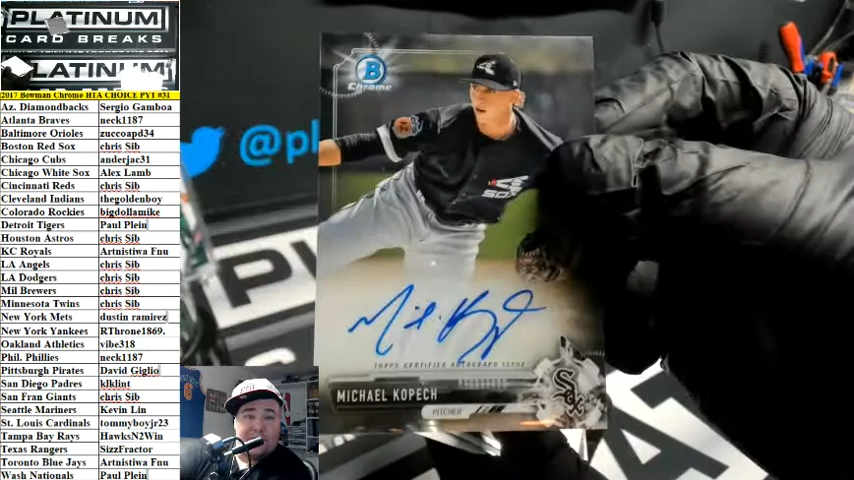 PLATINUM
CARD BREAKS
PLATINUM
2017 Bowman Chrome HTA CHOICE PYT #31
Az. Diamondbacks Sergio Gamboa
Atlanta Braves neck1187
Baltimore Orioles zuccoapd34
Boston Red Sox chris Sib
Chicago Cubs anderjac31
Chicago White Sox Alex Lamb
Cincinnati Reds chris Sib
Cleveland Indians thegoldenboy
Colorado Rockies bigdollamike
Detroit Tigers Paul Plein
Houston Astros chris Sib
KC Royals Artnistiwa Fnu
LA Angels chris Sib
LA Dodgers chris Sib
Mil Brewers chris Sib
Minnesota Twins chris Sib
New York Mets dustin ramirez
New York Yankees RThrone1869.
Oakland Athletics vibe318
Phil. Phillies neck1187
Pittsburgh Pirates David Giglio
San Diego Padres klklint
San Fran Giants chris Sib
Seattle Mariners Kevin Lin
St. Louis Cardinals tommyboyjr23
Tampa Bay Rays HawksN2Win
Texas Rangers SizzFractor
Toronto Blue Jays Artnistiwa Fnu
Wash Nationals Paul Plein
@pl
B
Chrome
SOX
TOPPS CERTIFIED AUTOGRAPH ISSUE
MICHAEL KOPECH
PITCHER
Sox